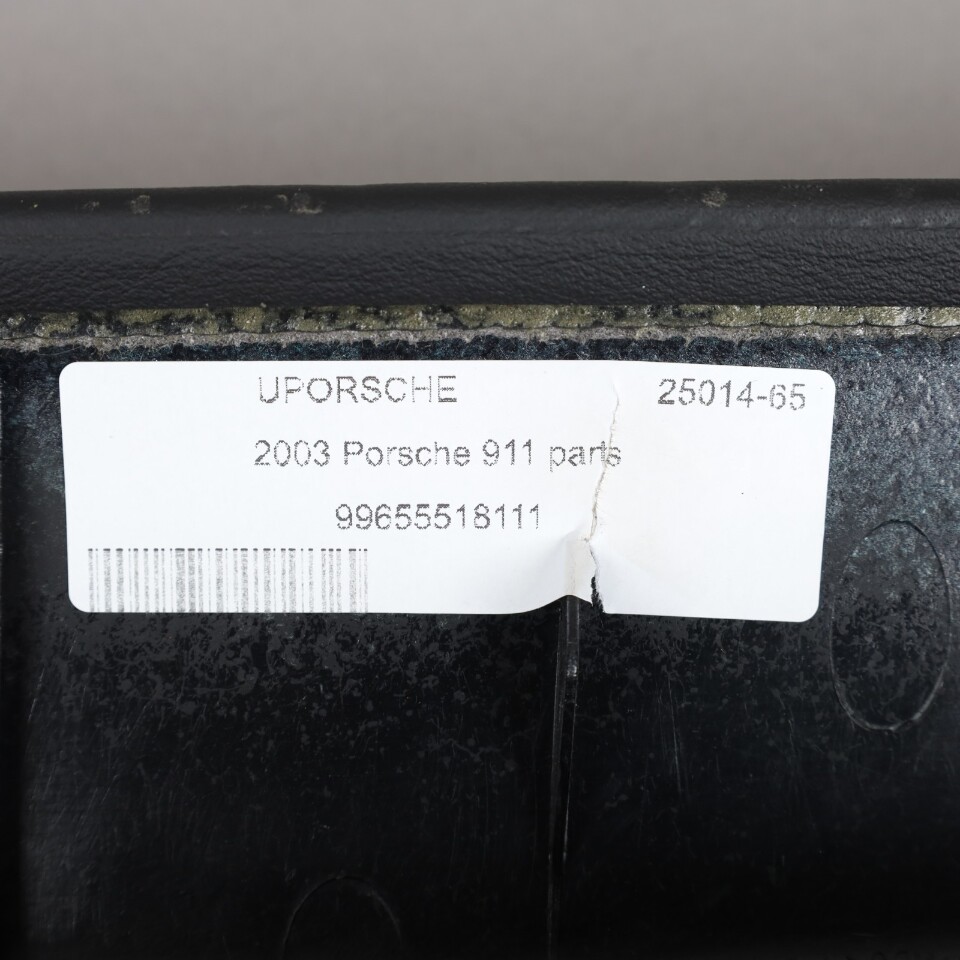 UPORSCHE 25014-65
2003 Porsche 911 parts
99655518111